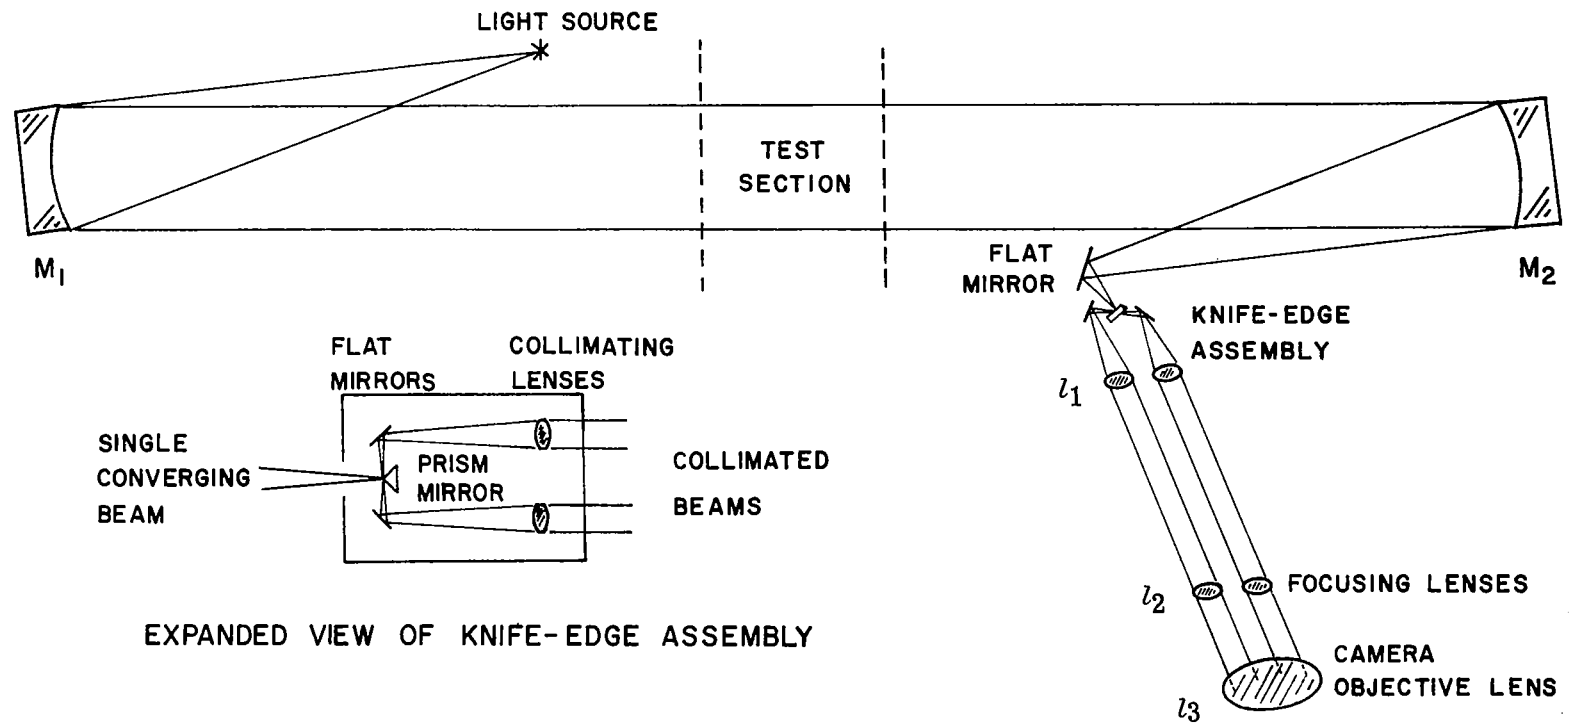 LIGHT SOURCE
TEST
SECTION
M1
M2
FLAT
MIRROR
KNIFE-EDGE
ASSEMBLY
l1
FLAT
MIRRORS
COLLIMATING
LENSES
SINGLE
CONVERGING
BEAM
PRISM
MIRROR
COLLIMATED
BEAMS
l2
FOCUSING LENSES
EXPANDED VIEW OF KNIFE-EDGE ASSEMBLY
CAMERA
OBJECTIVE LENS
l3